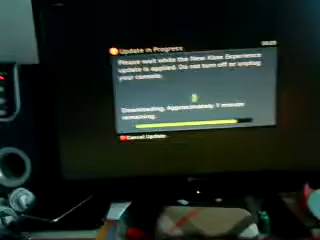 Update in Progress
Please wait while the New Xbox Experience
update is applied. Do not turn off or unplug
your console.
Downloading. Approximately 1 minute
remaining.
Cancel Update